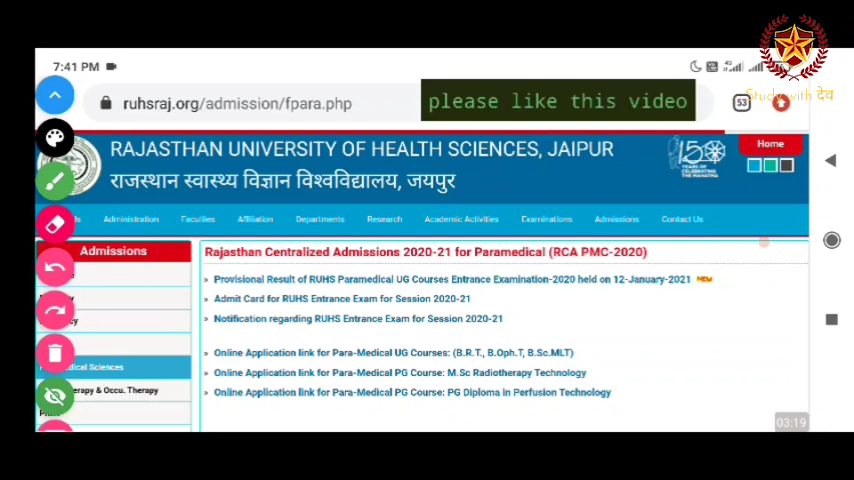 7:41 PM
ruhsraj.org/admission/fpara.php
please like this video
53
Study with देव
RAJASTHAN UNIVERSITY OF HEALTH SCIENCES, JAIPUR
राजस्थान स्वास्थ्य विज्ञान विश्वविद्यालय, जयपुर
150
YEARS OF
CELEBRATING
THE MAHATMA
Home
Administration
Faculties
Affiliation
Departments
Research
Academic Activities
Examinations
Admissions
Contact Us
Admissions
Rajasthan Centralized Admissions 2020-21 for Paramedical (RCA PMC-2020)
» Provisional Result of RUHS Paramedical UG Courses Entrance Examination-2020 held on 12-January-2021 NEW
» Admit Card for RUHS Entrance Exam for Session 2020-21
» Notification regarding RUHS Entrance Exam for Session 2020-21
» Online Application link for Para-Medical UG Courses: (B.R.T., B.Oph.T, B.Sc.MLT)
» Online Application link for Para-Medical PG Course: M.Sc Radiotherapy Technology
» Online Application link for Para-Medical PG Course: PG Diploma in Perfusion Technology
Sciences
& Occu. Therapy
03:19